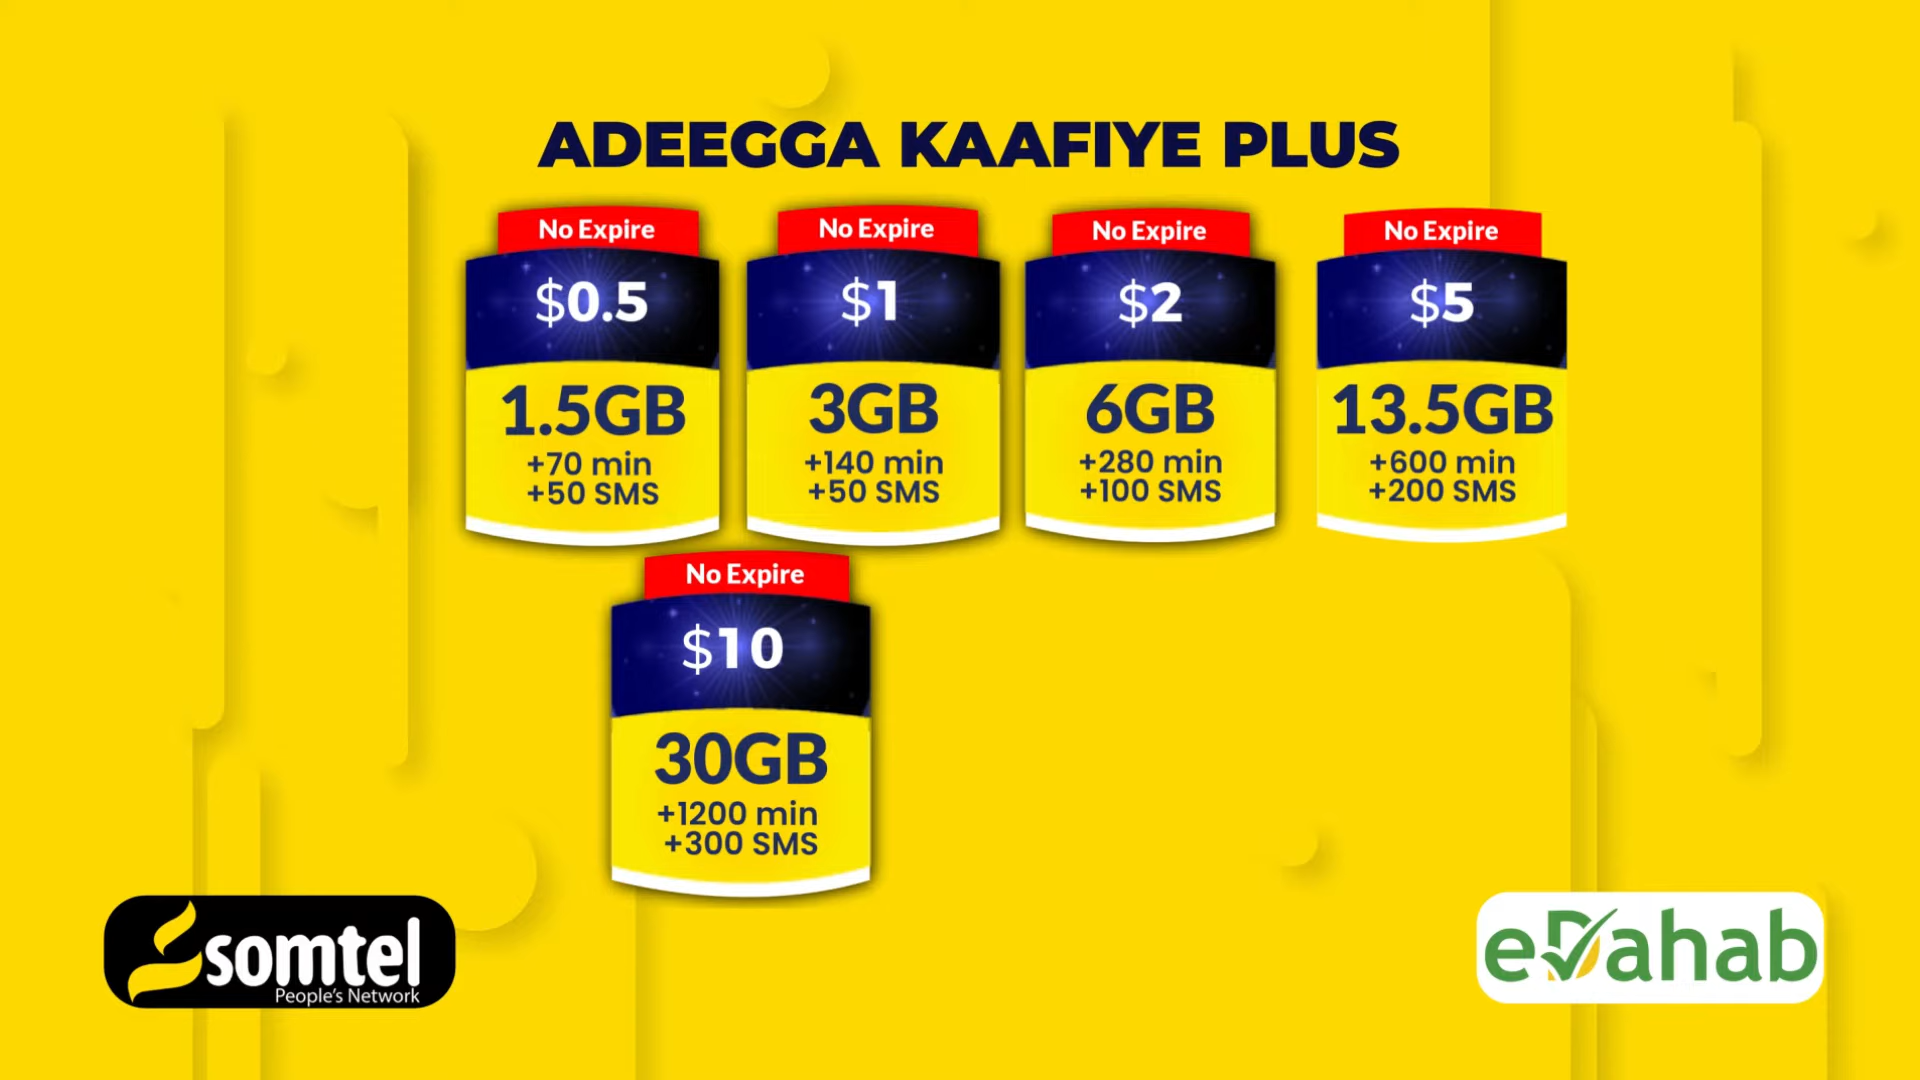 ADEEGGA KAAFIYE PLUS
No Expire
$0.5
1.5GB
+70 min
+50 SMS
No Expire
$1
3GB
+140 min
+50 SMS
No Expire
$2
6GB
+280 min
+100 SMS
No Expire
$5
13.5GB
+600 min
+200 SMS
No Expire
$10
30GB
+1200 min
+300 SMS
somtel
People's Network
eDahab